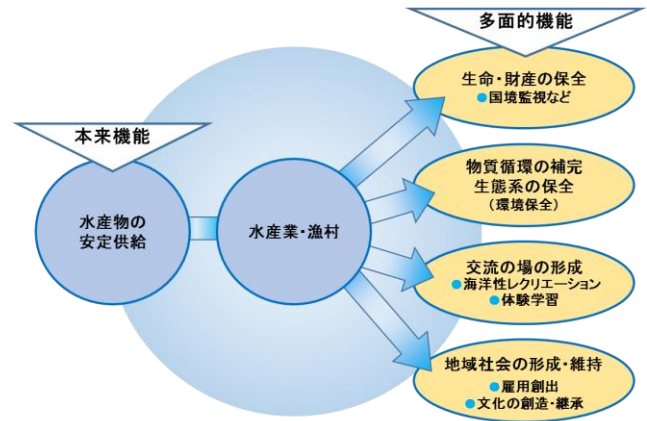 多面的機能
生命・財産の保全
●国境監視など
本来機能
物質循環の補完
生態系の保全
（環境保全）
水産物の
安定供給
水産業・漁村
交流の場の形成
●海洋性レクリエーション
●体験学習
地域社会の形成・維持
●雇用創出
●文化の創造・継承